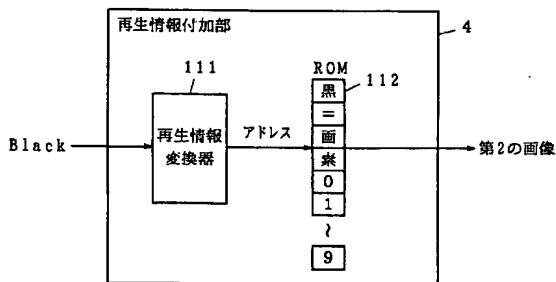 再生情報付加部
4
111
ROM
112
黒
=
画
素
0
1
~
9
Black
再生情報
変換器
アドレス
第2の画像